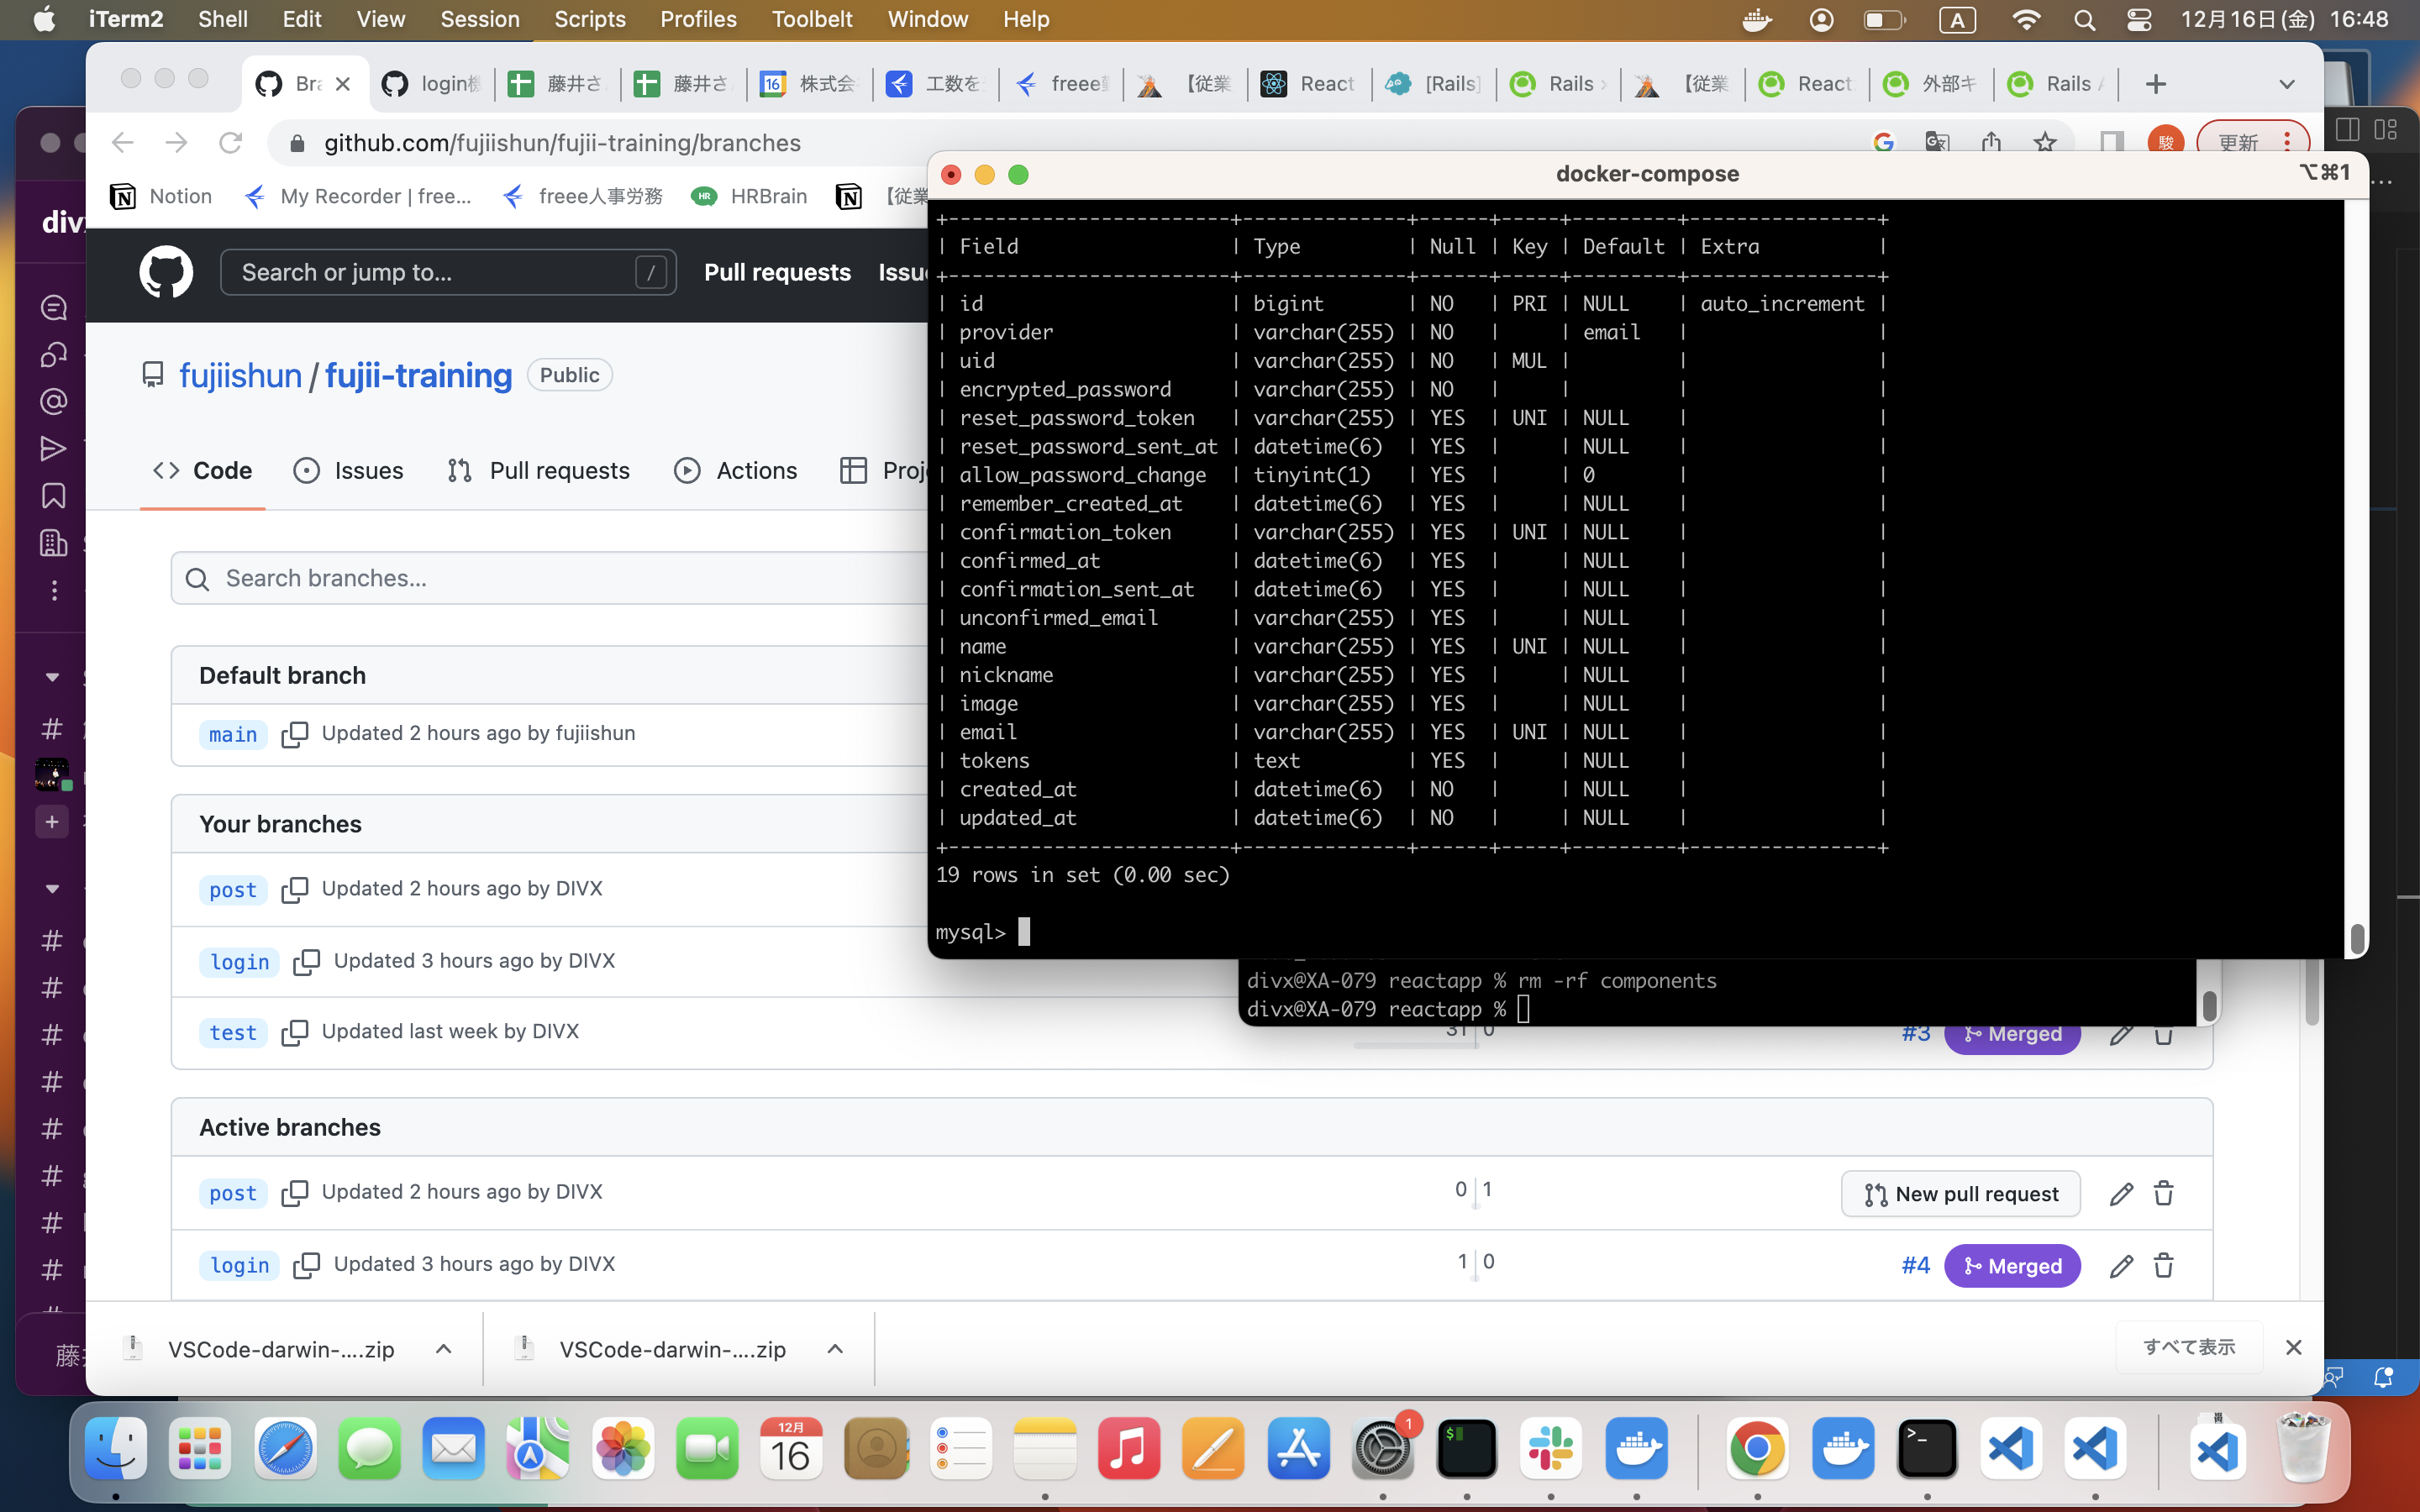 iTerm2 Shell Edit View Session Scripts Profiles Toolbelt Window Help A 12月16日(金) 16:48
Bra login 藤井さ 藤井さ 16 株式会 工数を freee 【従業 React [Rails] Rails 【従業 React 外部キ Rails
github.com/fujiishun/fujii-training/branches 駿 更新
Notion My Recorder | free... freee人事労務 HR HRBrain 【従業
docker-compose ⌥⌘1
div
Search or jump to... / Pull requests Issu
fujiishun / fujii-training Public
Code Issues Pull requests Actions Proj
Search branches...
Default branch
main Updated 2 hours ago by fujiishun
Your branches
post Updated 2 hours ago by DIVX
login Updated 3 hours ago by DIVX
test Updated last week by DIVX 31 0 #3 Merged
Active branches
post Updated 2 hours ago by DIVX 0 1 New pull request
login Updated 3 hours ago by DIVX 1 0 #4 Merged
+------------------------+--------------+------+-----+---------+----------------+
| Field | Type | Null | Key | Default | Extra |
+------------------------+--------------+------+-----+---------+----------------+
| id | bigint | NO | PRI | NULL | auto_increment |
| provider | varchar(255) | NO | | email | |
| uid | varchar(255) | NO | MUL | | |
| encrypted_password | varchar(255) | NO | | | |
| reset_password_token | varchar(255) | YES | UNI | NULL | |
| reset_password_sent_at | datetime(6) | YES | | NULL | |
| allow_password_change | tinyint(1) | YES | | 0 | |
| remember_created_at | datetime(6) | YES | | NULL | |
| confirmation_token | varchar(255) | YES | UNI | NULL | |
| confirmed_at | datetime(6) | YES | | NULL | |
| confirmation_sent_at | datetime(6) | YES | | NULL | |
| unconfirmed_email | varchar(255) | YES | | NULL | |
| name | varchar(255) | YES | UNI | NULL | |
| nickname | varchar(255) | YES | | NULL | |
| image | varchar(255) | YES | | NULL | |
| email | varchar(255) | YES | UNI | NULL | |
| tokens | text | YES | | NULL | |
| created_at | datetime(6) | NO | | NULL | |
| updated_at | datetime(6) | NO | | NULL | |
+------------------------+--------------+------+-----+---------+----------------+
19 rows in set (0.00 sec)
mysql>
divx@XA-079 reactapp % rm -rf components
divx@XA-079 reactapp %
藤
VSCode-darwin-....zip VSCode-darwin-....zip すべて表示
12月
16
1